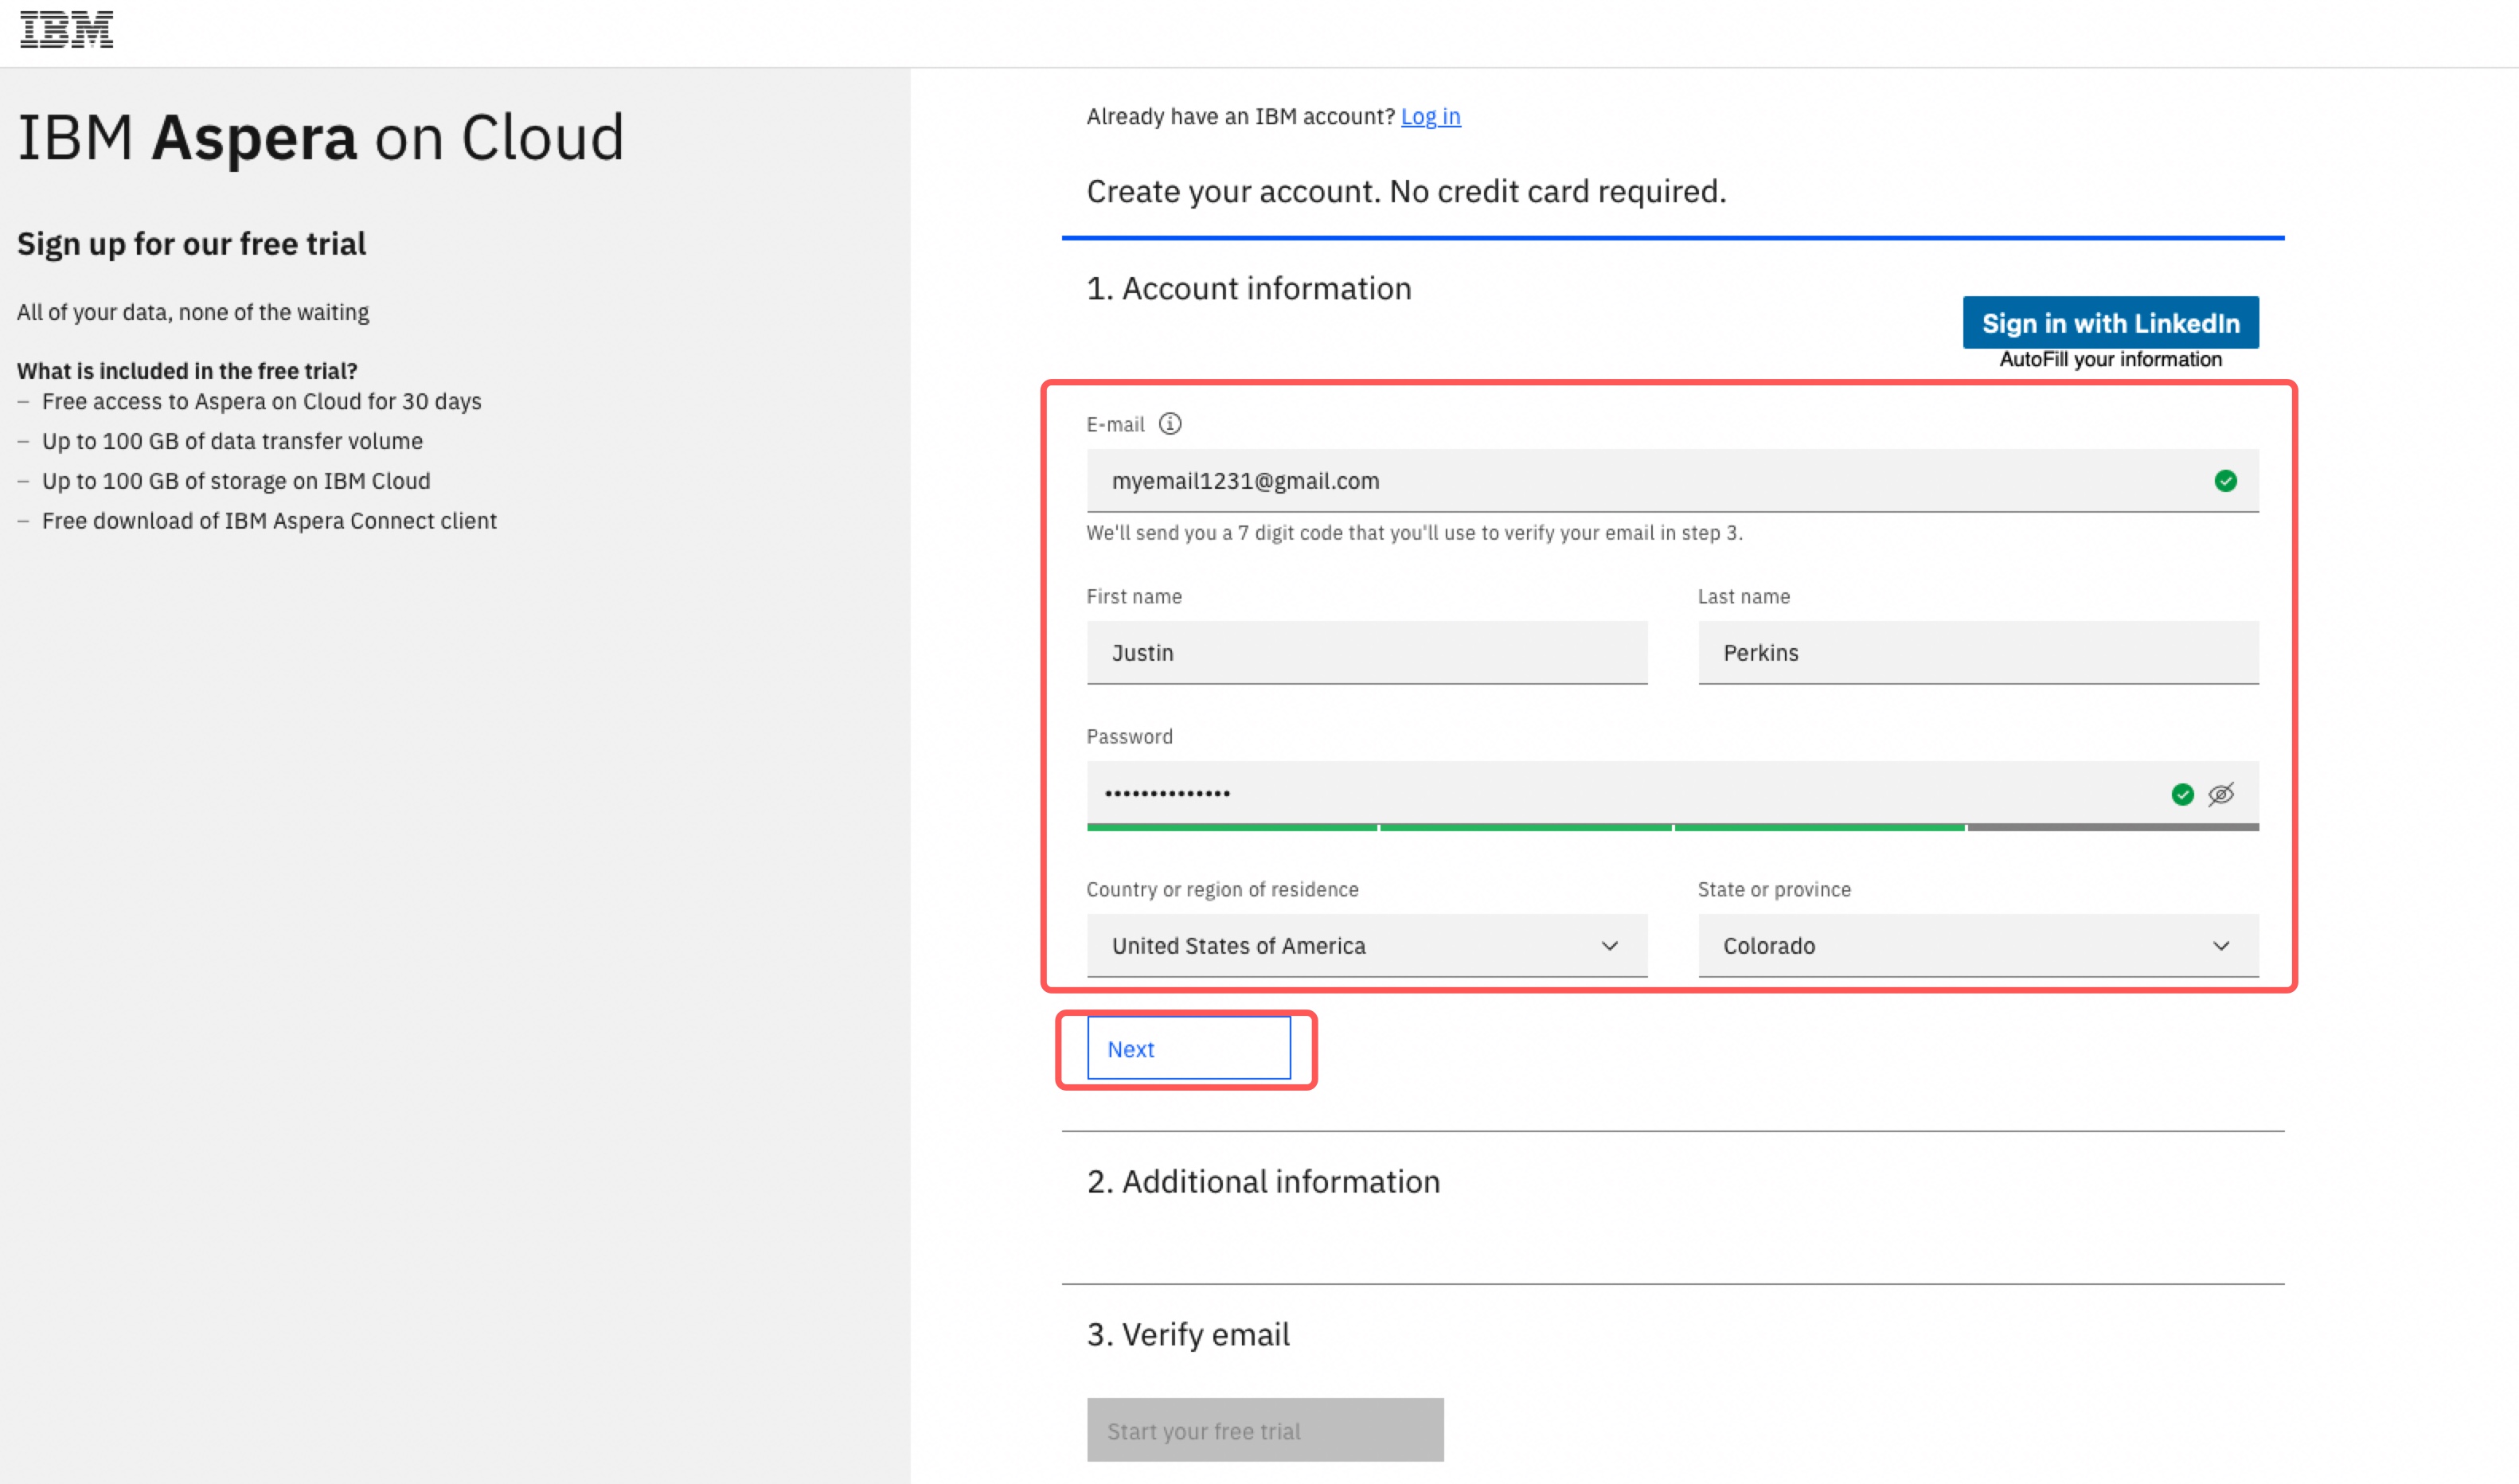 IBM
IBM Aspera on Cloud
Sign up for our free trial
All of your data, none of the waiting
What is included in the free trial?
– Free access to Aspera on Cloud for 30 days
– Up to 100 GB of data transfer volume
– Up to 100 GB of storage on IBM Cloud
– Free download of IBM Aspera Connect client
Already have an IBM account? Log in
Create your account. No credit card required.
1. Account information
Sign in with LinkedIn
AutoFill your information
E-mail
myemail1231@gmail.com
We'll send you a 7 digit code that you'll use to verify your email in step 3.
First name Last name
Justin Perkins
Password
••••••••••••••
Country or region of residence State or province
United States of America Colorado
Next
2. Additional information
3. Verify email
Start your free trial